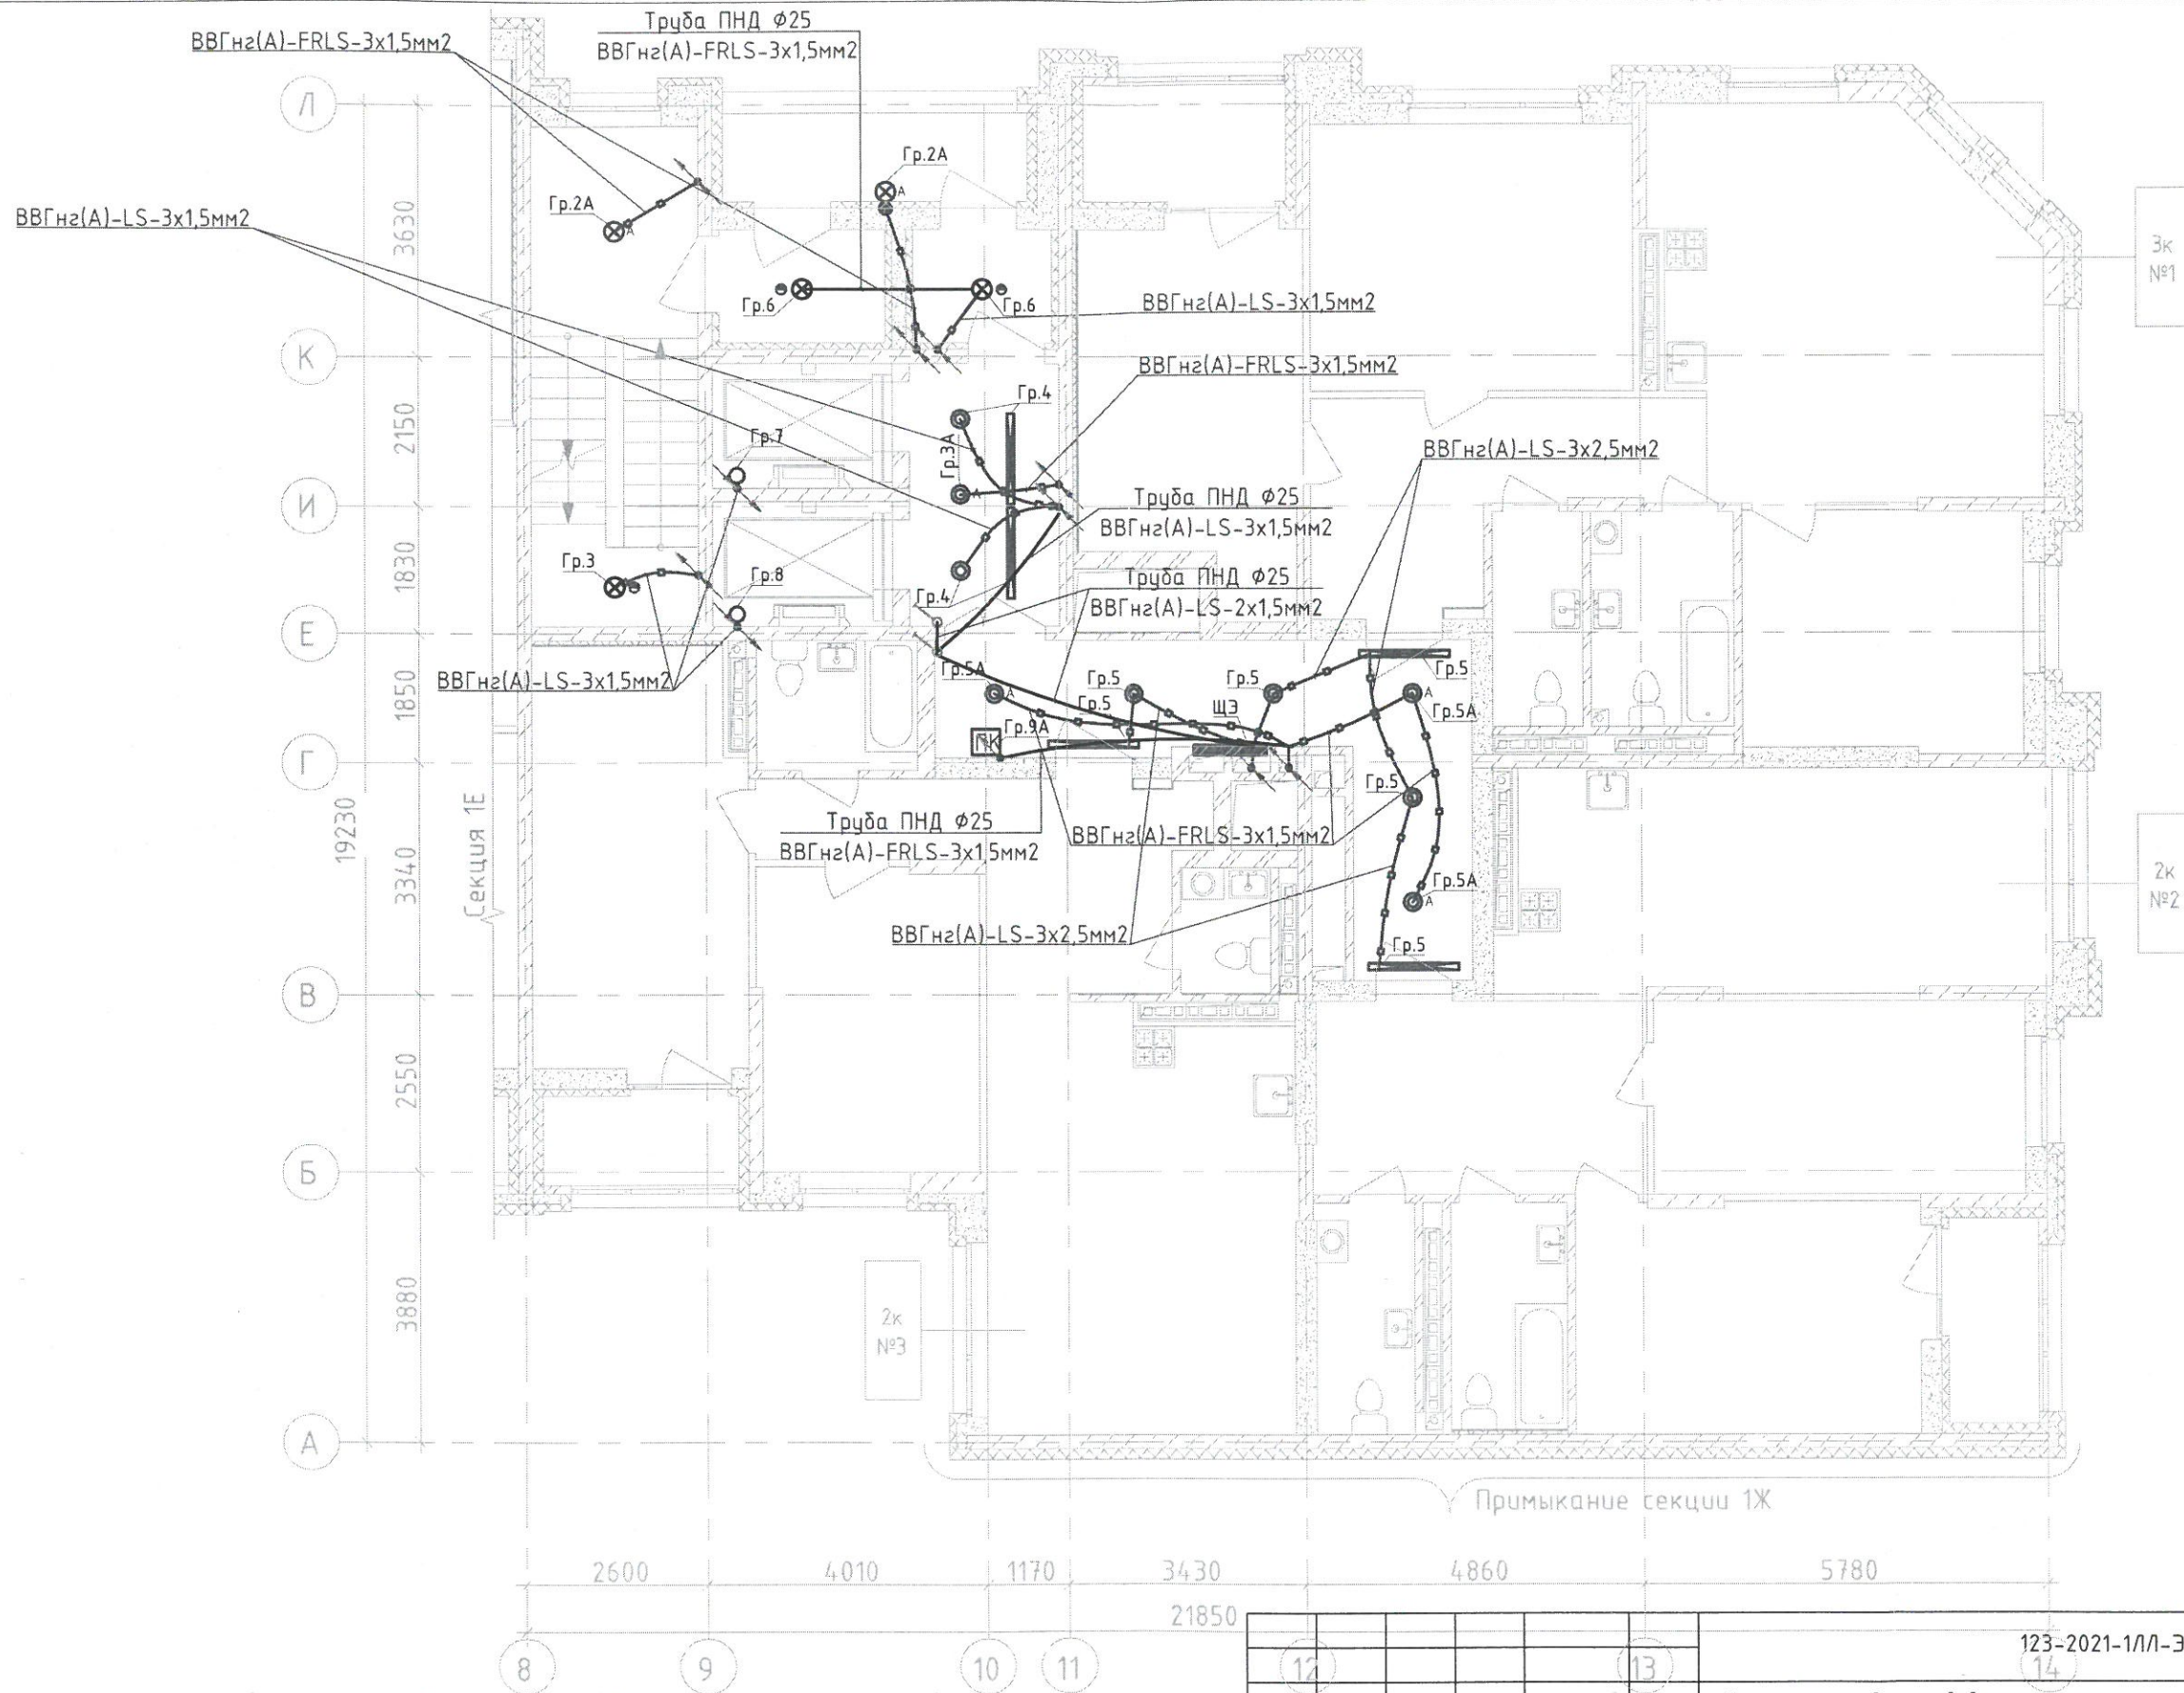 Труба ПНД Ф25
ВВГнг(А)-FRLS-3х1,5мм2
ВВГнг(А)-FRLS-3х1,5мм2
Л
Гр.2А
Гр.2А
ВВГнг(А)-LS-3х1,5мм2
3630
3к
№1
А
А
Гр.6
Гр.6
ВВГнг(А)-LS-3х1,5мм2
К
ВВГнг(А)-FRLS-3х1,5мм2
Гр.4
2150
Гр.7
Гр.3А
ВВГнг(А)-LS-3х2,5мм2
И
Труба ПНД Ф25
ВВГнг(А)-LS-3х1,5мм2
1830
Гр.3
Гр.8
Гр.4
Труба ПНД Ф25
ВВГнг(А)-LS-2х1,5мм2
Е
Гр.5А
Гр.5
Гр.5
Гр.5
ВВГнг(А)-LS-3х1,5мм2
1850
А
Гр.5
ЩЭ
А
Гр.5А
Гр.9А
ПК
Г
Гр.5
19230
Секция 1Е
Труба ПНД Ф25
ВВГнг(А)-FRLS-3х1,5мм2
ВВГнг(А)-FRLS-3х1,5мм2
3340
Гр.5А
А
2к
№2
ВВГнг(А)-LS-3х2,5мм2
Гр.5
В
2550
Б
3880
2к
№3
А
Примыкание секции 1Ж
2600
4010
1170
3430
4860
5780
21850
123-2021-1ЛЛ-Э
8
9
10
11
12
13
14